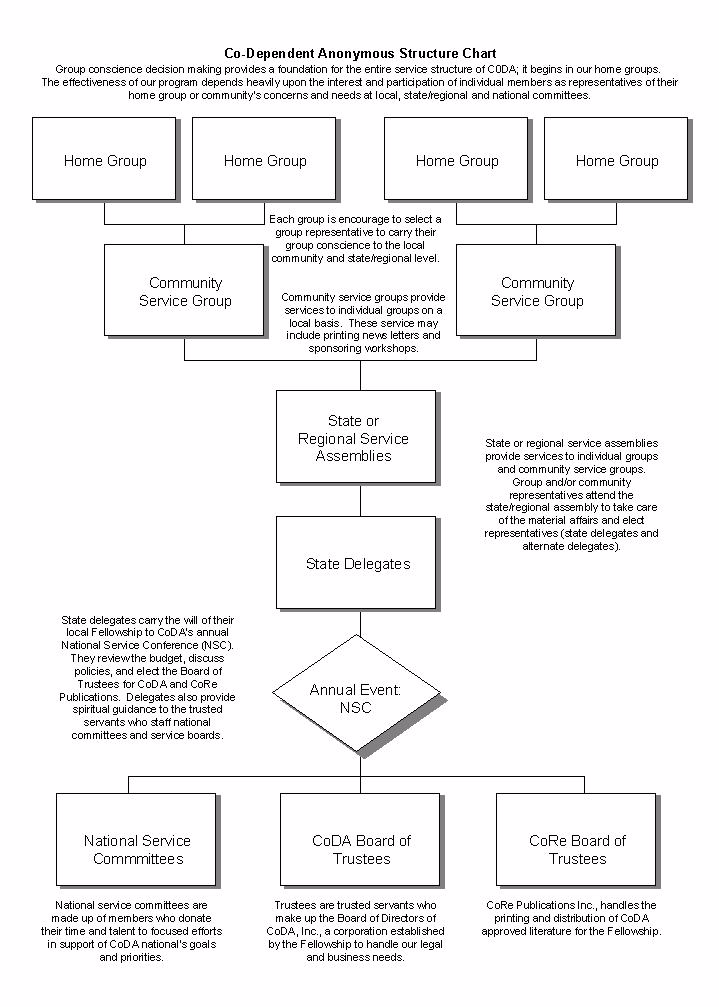 Co-Dependent Anonymous Structure Chart
Group conscience decision making provides a foundation for the entire service structure of C0DA; it begins in our home groups.
The effectiveness of our program depends heavily upon the interest and participation of individual members as representatives of their
home group or community's concerns and needs at local, state/regional and national committees.
Home Group
Home Group
Home Group
Home Group
Each group is encourage to select a
group representative to carry their
group conscience to the local
community and state/regional level.
Community
Service Group
Community
Service Group
Community service groups provide
services to individual groups on a
local basis. These service may
include printing news letters and
sponsoring workshops.
State or
Regional Service
Assemblies
State or regional service assemblies
provide services to individual groups
and community service groups.
Group and/or community
representatives attend the
state/regional assembly to take care
of the material affairs and elect
representatives (state delegates and
alternate delegates).
State Delegates
State delegates carry the will of their
local Fellowship to CoDA's annual
National Service Conference (NSC).
They review the budget, discuss
policies, and elect the Board of
Trustees for CoDA and CoRe
Publications. Delegates also provide
spiritual guidance to the trusted
servants who staff national
committees and service boards.
Annual Event:
NSC
National Service
Commmittees
CoDA Board of
Trustees
CoRe Board of
Trustees
National service committees are
made up of members who donate
their time and talent to focused efforts
in support of CoDA national's goals
and priorities.
Trustees are trusted servants who
make up the Board of Directors of
CoDA, Inc., a corporation established
by the Fellowship to handle our legal
and business needs.
CoRe Publications Inc., handles the
printing and distribution of CoDA
approved literature for the Fellowship.